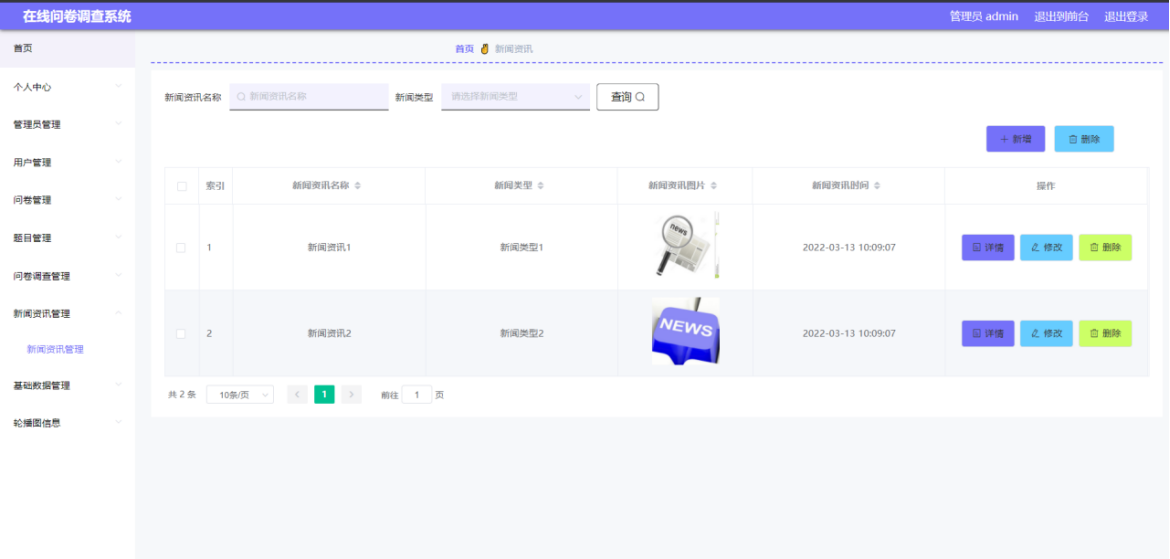 在线问卷调查系统
管理员 admin 退出到前台 退出登录
首页
首页 新闻资讯
个人中心
管理员管理
用户管理
问卷管理
题目管理
问卷调查管理
新闻资讯管理
新闻资讯管理
基础数据管理
轮播图信息
新闻资讯名称 新闻资讯名称 新闻类型 请选择新闻类型 查询
+ 新增 删除
索引 新闻资讯名称 新闻类型 新闻资讯图片 新闻资讯时间 操作
1 新闻资讯1 新闻类型1 news 2022-03-13 10:09:07 详情 修改 删除
2 新闻资讯2 新闻类型2 NEWS 2022-03-13 10:09:07 详情 修改 删除
共 2 条 10条/页 < 1 > 前往 1 页